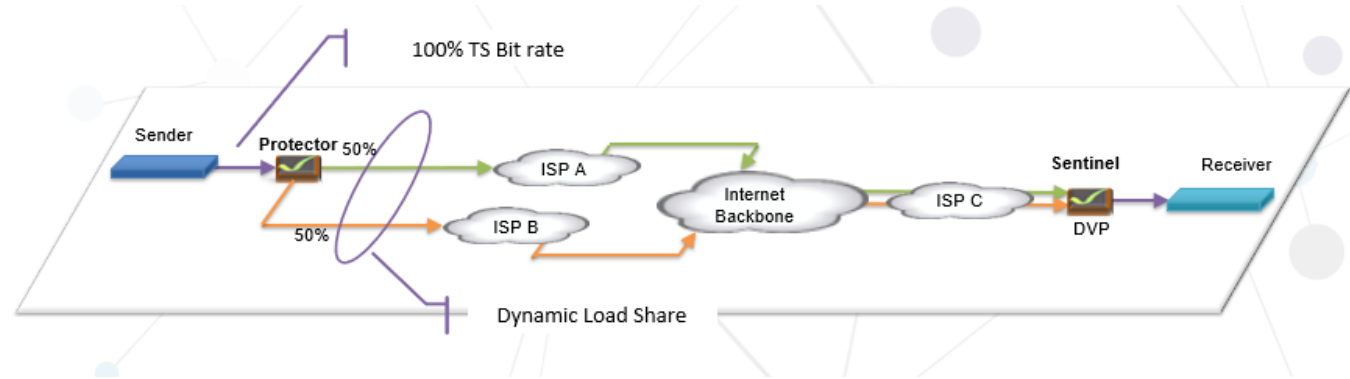 100% TS Bit rate
Sender
Protector
50%
ISP A
Sentinel
Receiver
Internet
Backbone
ISP C
50%
ISP B
DVP
Dynamic Load Share